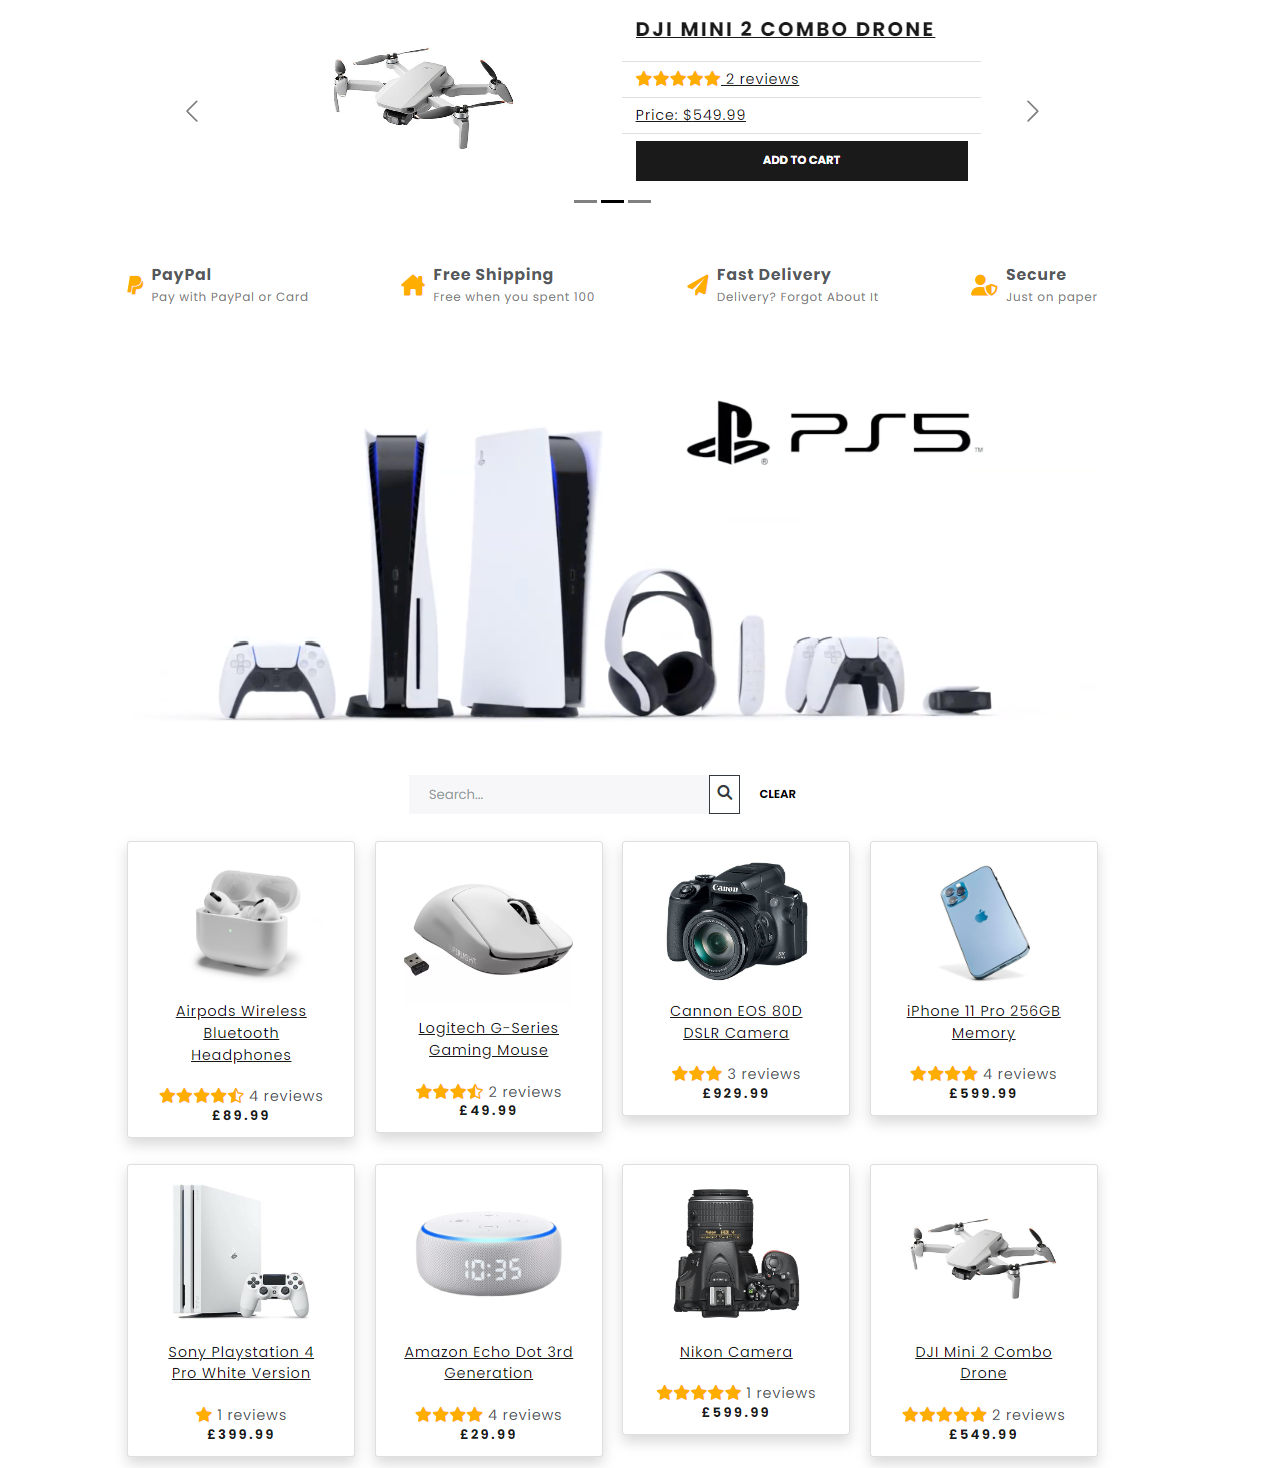 DJI MINI 2 COMBO DRONE
2 reviews
Price: $549.99
ADD TO CART
PayPal
Pay with PayPal or Card
Free Shipping
Free when you spent 100
Fast Delivery
Delivery? Forgot About It
Secure
Just on paper
PS5
Search...
CLEAR
Canon
Airpods Wireless
Bluetooth
Headphones
4 reviews
£89.99
Logitech G-Series
Gaming Mouse
2 reviews
£49.99
Cannon EOS 80D
DSLR Camera
3 reviews
£929.99
iPhone 11 Pro 256GB
Memory
4 reviews
£599.99
10:35
Sony Playstation 4
Pro White Version
1 reviews
£399.99
Amazon Echo Dot 3rd
Generation
4 reviews
£29.99
Nikon Camera
1 reviews
£599.99
DJI Mini 2 Combo
Drone
2 reviews
£549.99